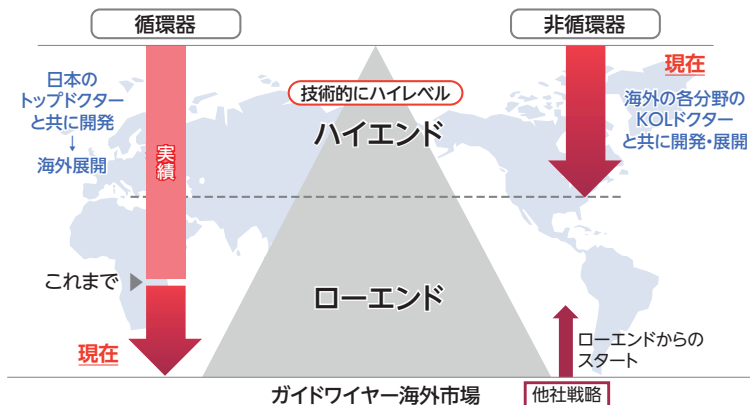 循環器
非循環器
日本の
トップドクター
と共に開発
↓
海外展開
実績
これまで
現在
技術的にハイレベル
ハイエンド
ローエンド
ガイドワイヤー海外市場
現在
海外の各分野の
KOLドクター
と共に開発・展開
ローエンドからの
スタート
他社戦略